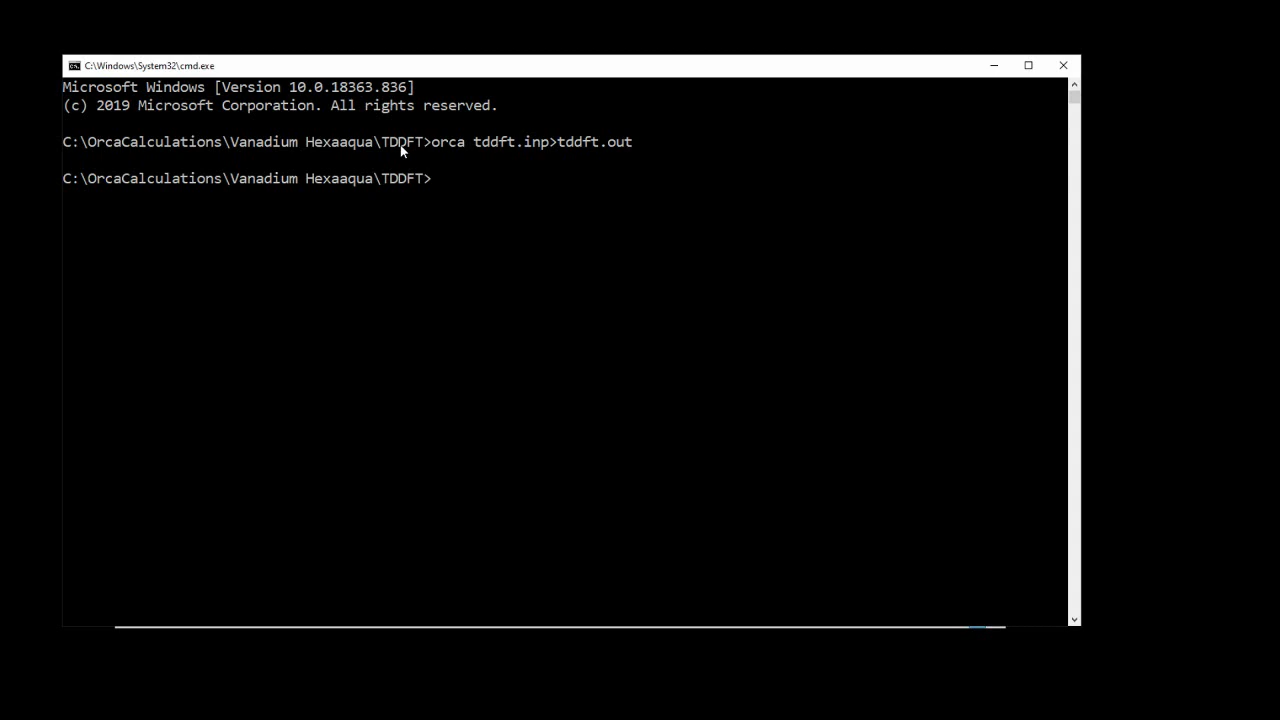 C:\Windows\System32\cmd.exe
Microsoft Windows [Version 10.0.18363.836]
(c) 2019 Microsoft Corporation. All rights reserved.
C:\OrcaCalculations\Vanadium Hexaaqua\TDDFT>orca tddft.inp>tddft.out
C:\OrcaCalculations\Vanadium Hexaaqua\TDDFT>